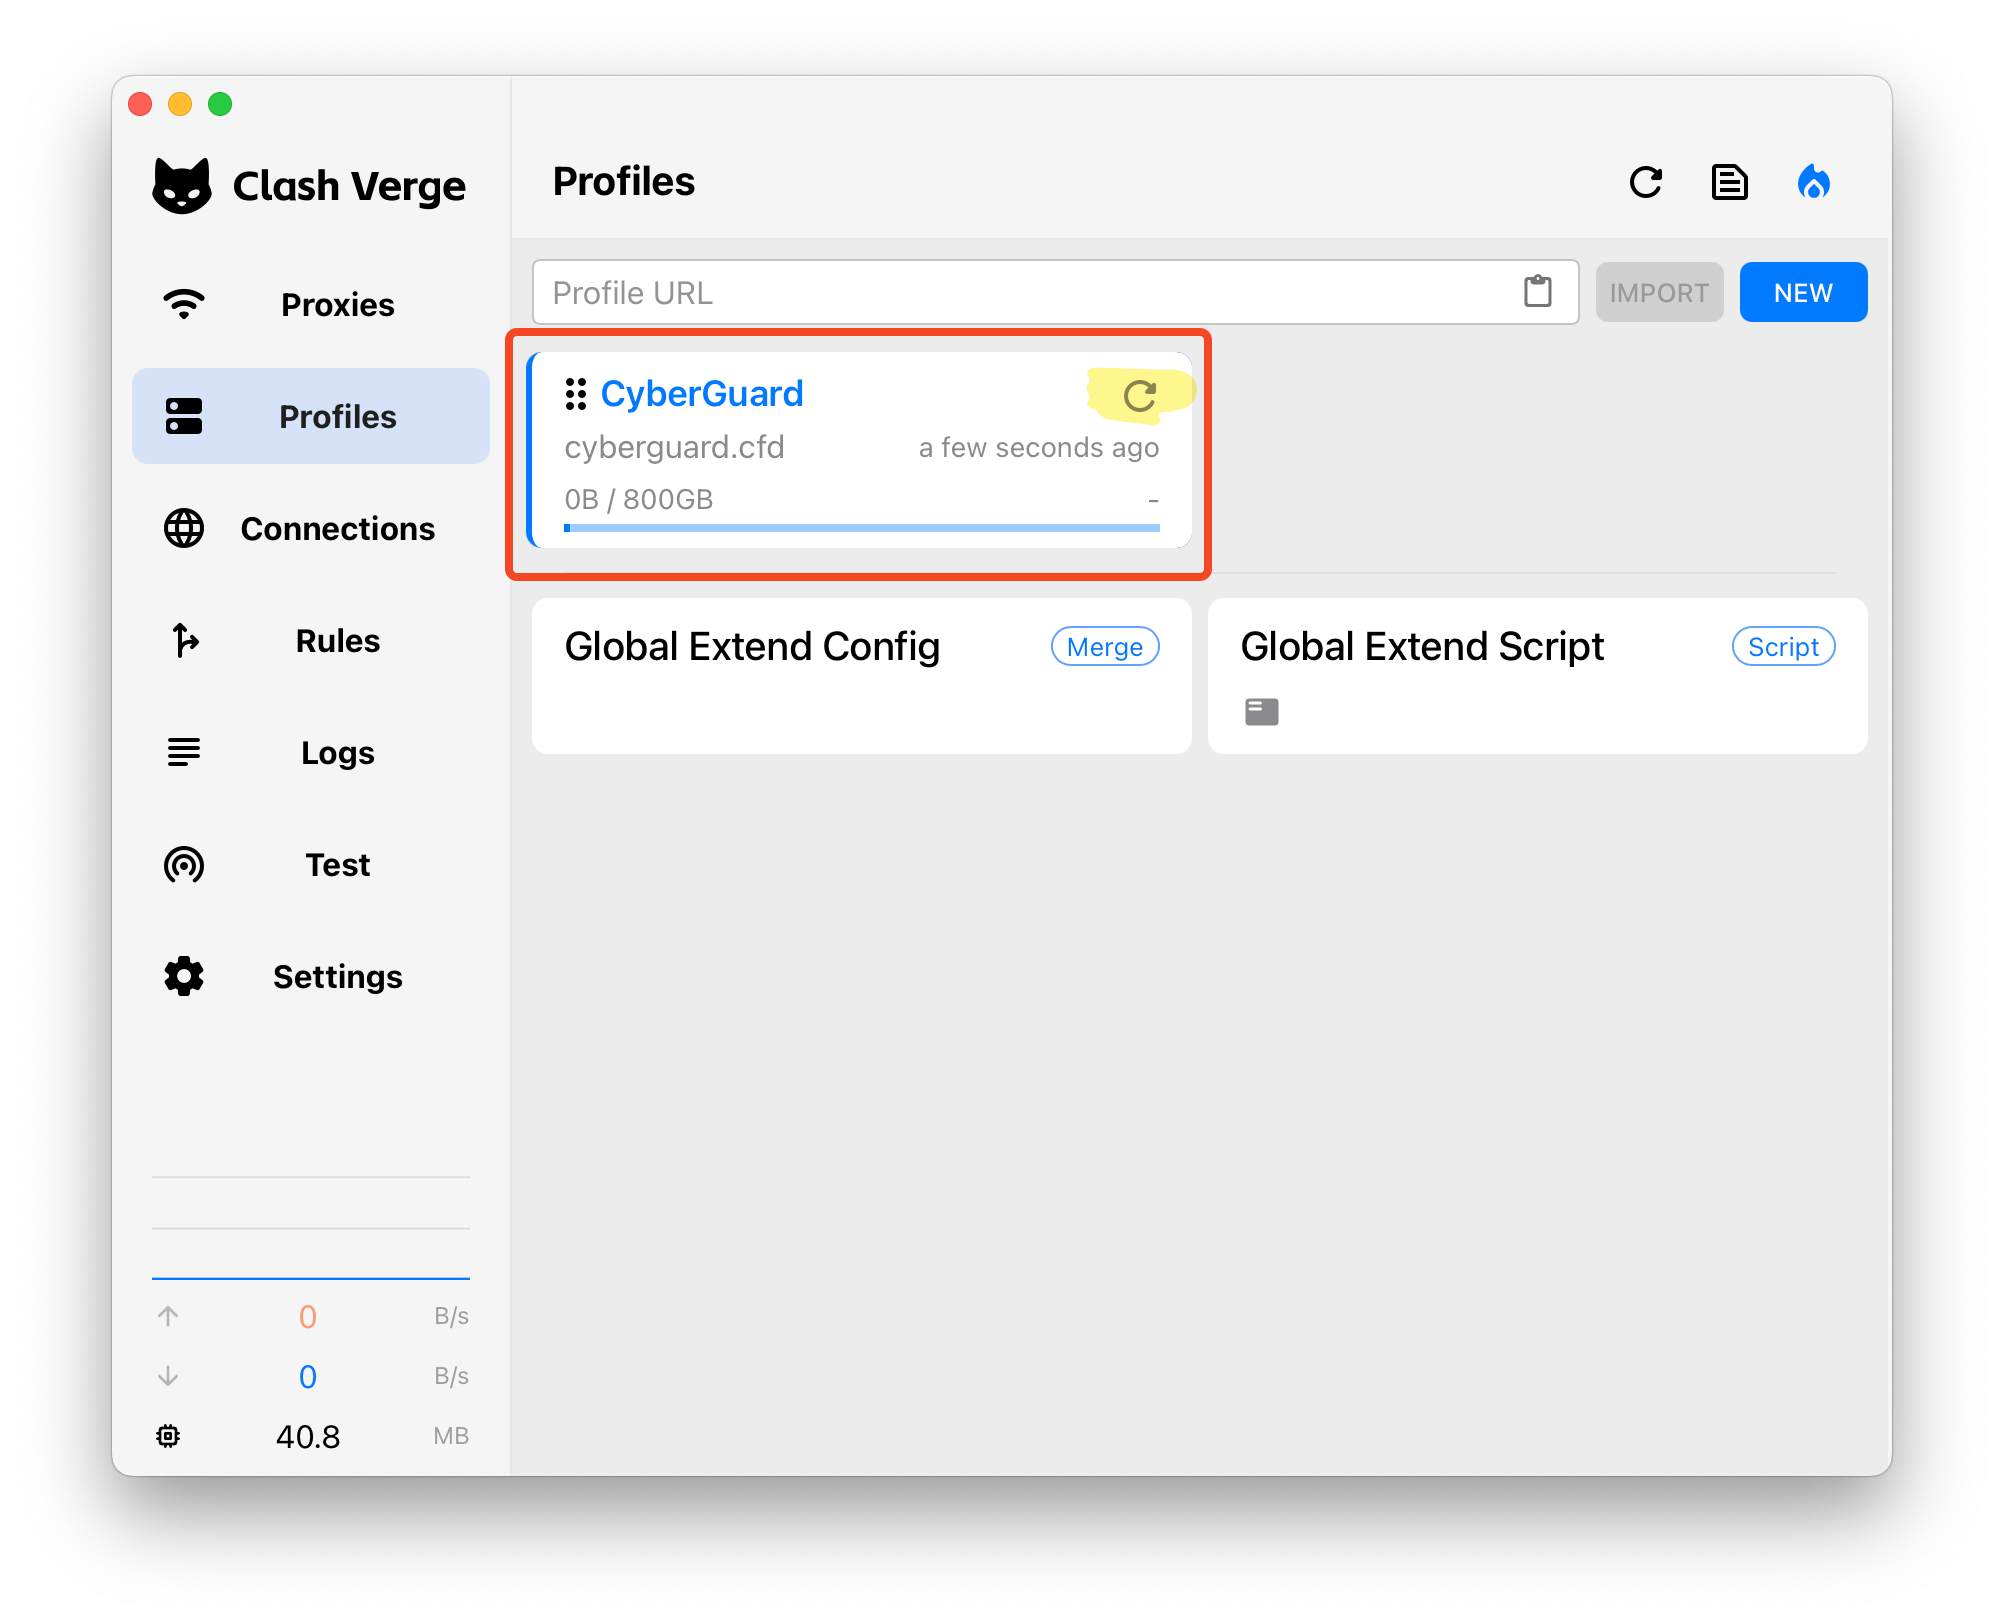 Clash Verge
Proxies
Profiles
Connections
Rules
Logs
Test
Settings
0 B/s
0 B/s
40.8 MB
Profiles
Profile URL
IMPORT
NEW
CyberGuard
cyberguard.cfd a few seconds ago
0B / 800GB -
Global Extend Config Merge
Global Extend Script Script